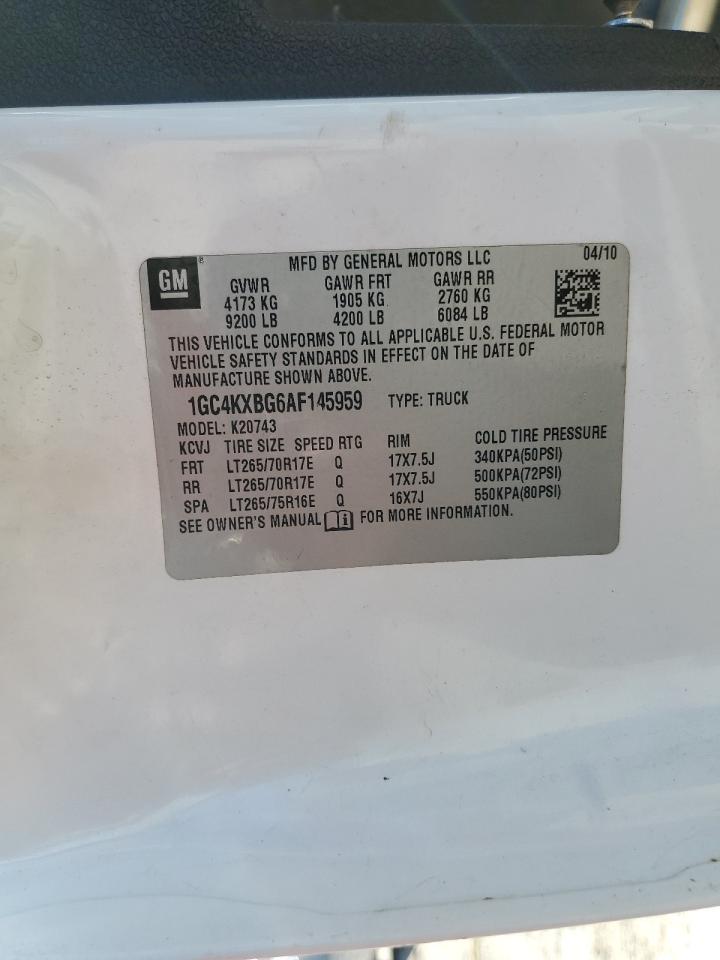 GM ® MFD BY GENERAL MOTORS LLC 04/10
GVWR GAWR FRT GAWR RR
4173 KG 1905 KG 2760 KG
9200 LB 4200 LB 6084 LB
THIS VEHICLE CONFORMS TO ALL APPLICABLE U.S. FEDERAL MOTOR
VEHICLE SAFETY STANDARDS IN EFFECT ON THE DATE OF
MANUFACTURE SHOWN ABOVE.
1GC4KXBG6AF145959 TYPE: TRUCK
MODEL: K20743
KCVJ TIRE SIZE SPEED RTG RIM COLD TIRE PRESSURE
FRT LT265/70R17E Q 17X7.5J 340KPA(50PSI)
RR LT265/70R17E Q 17X7.5J 500KPA(72PSI)
SPA LT265/75R16E Q 16X7J 550KPA(80PSI)
SEE OWNER'S MANUAL FOR MORE INFORMATION.